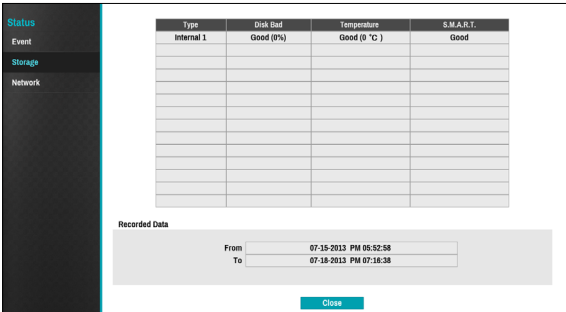 Status
Event
Storage
Network
Type Disk Bad Temperature S.M.A.R.T.
Internal 1 Good (0%) Good (0 °C ) Good
Recorded Data
From 07-15-2013 PM 05:52:58
To 07-18-2013 PM 07:16:38
Close